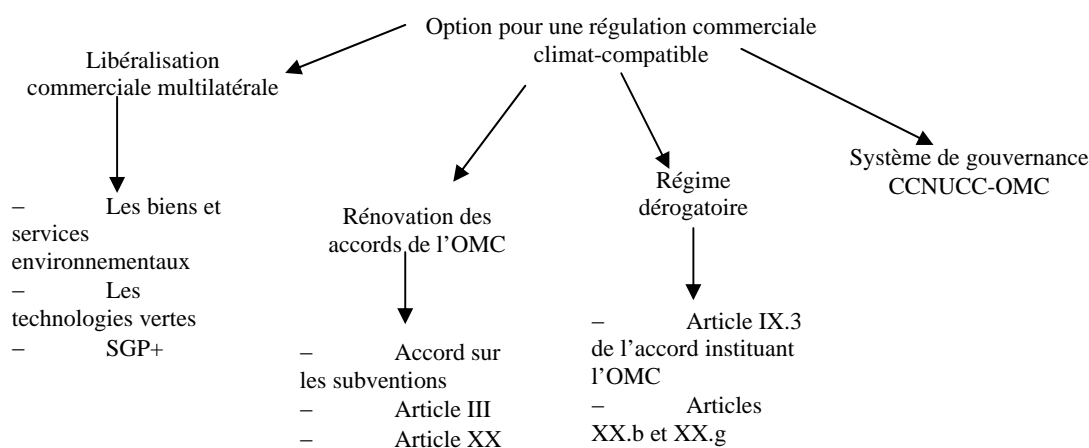 Option pour une régulation commerciale
climat-compatible
Libéralisation
commerciale multilatérale
– Les biens et
services
environnementaux
– Les
technologies vertes
– SGP+
Rénovation des
accords de l’OMC
– Accord sur
les subventions
– Article III
– Article XX
Régime
dérogatoire
– Article IX.3
de l’accord instituant
l’OMC
– Articles
XX.b et XX.g
Système de gouvernance
CCNUCC-OMC